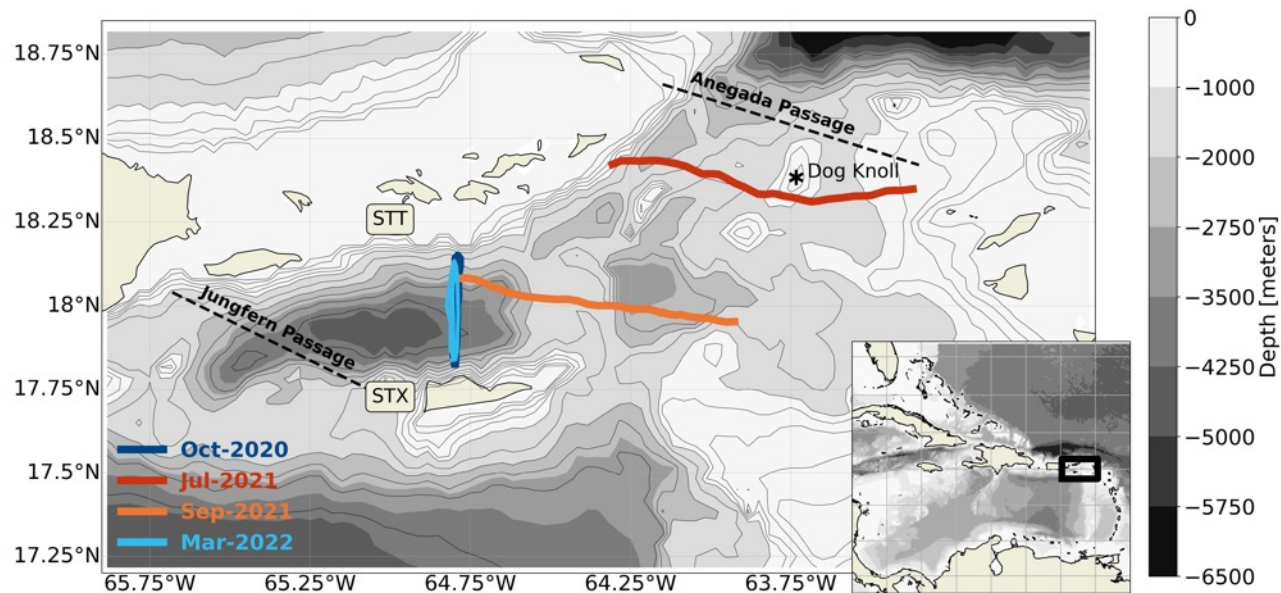 18.75°N
18.5°N
18.25°N
18°N
17.75°N
17.5°N
17.25°N
65.75°W
65.25°W
64.75°W
64.25°W
63.75°W
Anegada Passage
Dog Knoll
STT
Jungfern Passage
STX
Oct-2020
Jul-2021
Sep-2021
Mar-2022
0
−1000
−2000
−2750
−3500
−4250
−5000
−5750
−6500
Depth [meters]